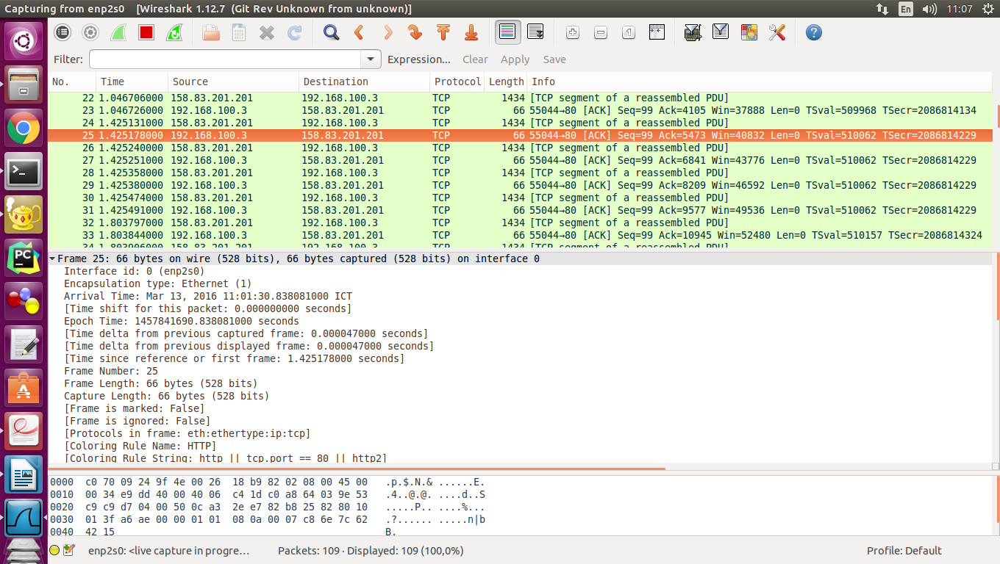 Capturing from enp2s0 [Wireshark 1.12.7 (Git Rev Unknown from unknown)] En 11:07
Filter: Expression... Clear Apply Save
No. Time Source Destination Protocol Length Info
22 1.046706000 158.83.201.201 192.168.100.3 TCP 1434 [TCP segment of a reassembled PDU]
23 1.046726000 192.168.100.3 158.83.201.201 TCP 66 55044→80 [ACK] Seq=99 Ack=4105 Win=37888 Len=0 TSval=509968 TSecr=2086814134
24 1.425131000 158.83.201.201 192.168.100.3 TCP 1434 [TCP segment of a reassembled PDU]
25 1.425178000 192.168.100.3 158.83.201.201 TCP 66 55044→80 [ACK] Seq=99 Ack=5473 Win=40832 Len=0 TSval=510062 TSecr=2086814229
26 1.425240000 158.83.201.201 192.168.100.3 TCP 1434 [TCP segment of a reassembled PDU]
27 1.425251000 192.168.100.3 158.83.201.201 TCP 66 55044→80 [ACK] Seq=99 Ack=6841 Win=43776 Len=0 TSval=510062 TSecr=2086814229
28 1.425358000 158.83.201.201 192.168.100.3 TCP 1434 [TCP segment of a reassembled PDU]
29 1.425380000 192.168.100.3 158.83.201.201 TCP 66 55044→80 [ACK] Seq=99 Ack=8209 Win=46592 Len=0 TSval=510062 TSecr=2086814229
30 1.425474000 158.83.201.201 192.168.100.3 TCP 1434 [TCP segment of a reassembled PDU]
31 1.425491000 192.168.100.3 158.83.201.201 TCP 66 55044→80 [ACK] Seq=99 Ack=9577 Win=49536 Len=0 TSval=510062 TSecr=2086814229
32 1.803797000 158.83.201.201 192.168.100.3 TCP 1434 [TCP segment of a reassembled PDU]
33 1.803844000 192.168.100.3 158.83.201.201 TCP 66 55044→80 [ACK] Seq=99 Ack=10945 Win=52480 Len=0 TSval=510157 TSecr=2086814324
34 1.803906000 158.83.201.201 192.168.100.3 TCP 1434 [TCP segment of a reassembled PDU]
Frame 25: 66 bytes on wire (528 bits), 66 bytes captured (528 bits) on interface 0
Interface id: 0 (enp2s0)
Encapsulation type: Ethernet (1)
Arrival Time: Mar 13, 2016 11:01:30.838081000 ICT
[Time shift for this packet: 0.000000000 seconds]
Epoch Time: 1457841690.838081000 seconds
[Time delta from previous captured frame: 0.000047000 seconds]
[Time delta from previous displayed frame: 0.000047000 seconds]
[Time since reference or first frame: 1.425178000 seconds]
Frame Number: 25
Frame Length: 66 bytes (528 bits)
Capture Length: 66 bytes (528 bits)
[Frame is marked: False]
[Frame is ignored: False]
[Protocols in frame: eth:ethertype:ip:tcp]
[Coloring Rule Name: HTTP]
[Coloring Rule String: http || tcp.port == 80 || http2]
0000 c0 70 09 24 9f 4e 00 26 18 b9 82 02 08 00 45 00 .p.$.N.& ......E.
0010 00 34 e9 dd 40 00 40 06 c4 1d c0 a8 64 03 9e 53 .4..@.@. ....d..S
0020 c9 c9 d7 04 00 50 0c a3 2e e7 82 b8 25 82 80 10 .....P.. ....%...
0030 01 3f a6 ae 00 00 01 01 08 0a 00 07 c8 6e 7c 62 .?...... .....n|b
0040 42 15 B.
enp2s0: <live capture in progre... Packets: 109 · Displayed: 109 (100,0%) Profile: Default
PC